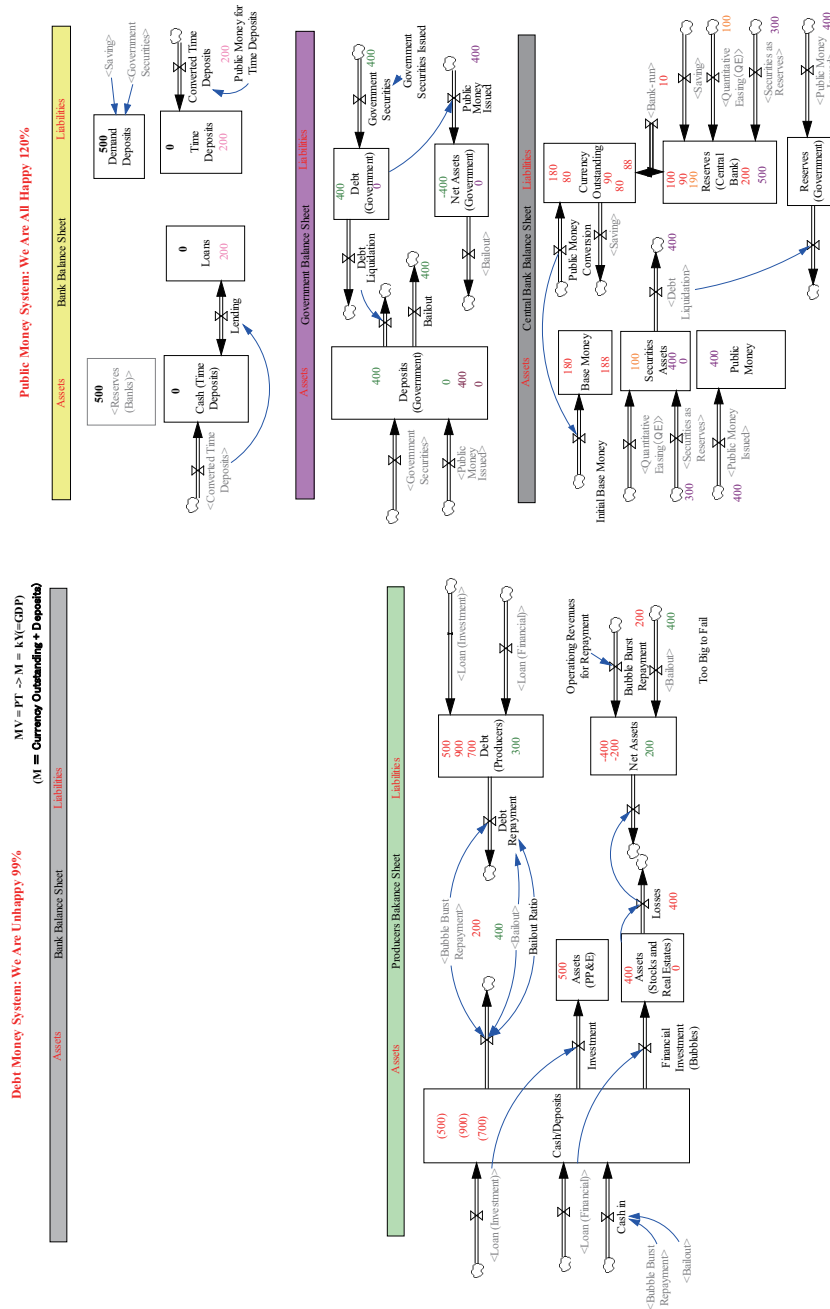 Debt Money System: We Are Unhappy 99%
MV = PT -> M = kY(=GDP)
(M = Currency Outstanding + Deposits)
Assets
Bank Balance Sheet
Liabilities
Assets
Producers Bakance Sheet
Liabilities
<Loan
(Investment)>
<Loan (Financial)>
Cash in
<Bubble Burst
Repayment>
<Bailout>
(500)
(900)
(700)
Cash/Deposits
<Bubble Burst
Repayment>
200
400
<Bailout>
Bailout Ratio
Debt
Repayment
500
900
700
Debt
(Producers)
300
<Loan (Investment)>
<Loan (Financial)>
Investment
500
Assets
(PP&E)
Financial
Investment
(Bubbles)
400
Assets
(Stocks and
Real Estates)
0
Losses
400
-400
-200
Net Assets
200
Operationg Revenues
for Repayment
Bubble Burst
Repayment
200
<Bailout>
400
Too Big to Fail
Public Money System: We Are All Happy 120%
Assets
Bank Balance Sheet
Liabilities
500
<Reserves
(Banks)>
<Converted Time
Deposits>
0
Cash (Time
Deposits)
Lending
0
Loans
200
500
Demand
Deposits
<Saving>
<Government
Securities>
0
Time
Deposits
200
Converted Time
Deposits
200
Public Money for
Time Deposits
Assets
Government Balance Sheet
Liabilities
<Government
Securities>
<Public
Money
Issued>
400
Deposits
(Government)
0
400
0
Debt
Liquidation
Bailout
400
400
Debt
(Government)
0
Government
Securities
400
Government
Securities Issued
-400
Net Assets
(Government)
0
<Bailout>
Public
Money
Issued
400
Assets
Central Bank Balance Sheet
Liabilities
Initial Base Money
180
Base Money
188
Public Money
Conversion
<Saving>
180
80
Currency
Outstanding
90
80
88
<Bank-run>
10
<Quantitative
Easing(QE)>
<Securities as
Reserves>
300
100
Securities
Assets
400
0
<Debt
Liquidation>
400
100
90
190
Reserves
(Central
Bank)
200
500
<Saving>
<Quantitative
Easing(QE)>
100
<Securities as
Reserves>
300
<Public Money
Issued>
400
400
Public
Money
Reserves
(Government)
<Public Money
400